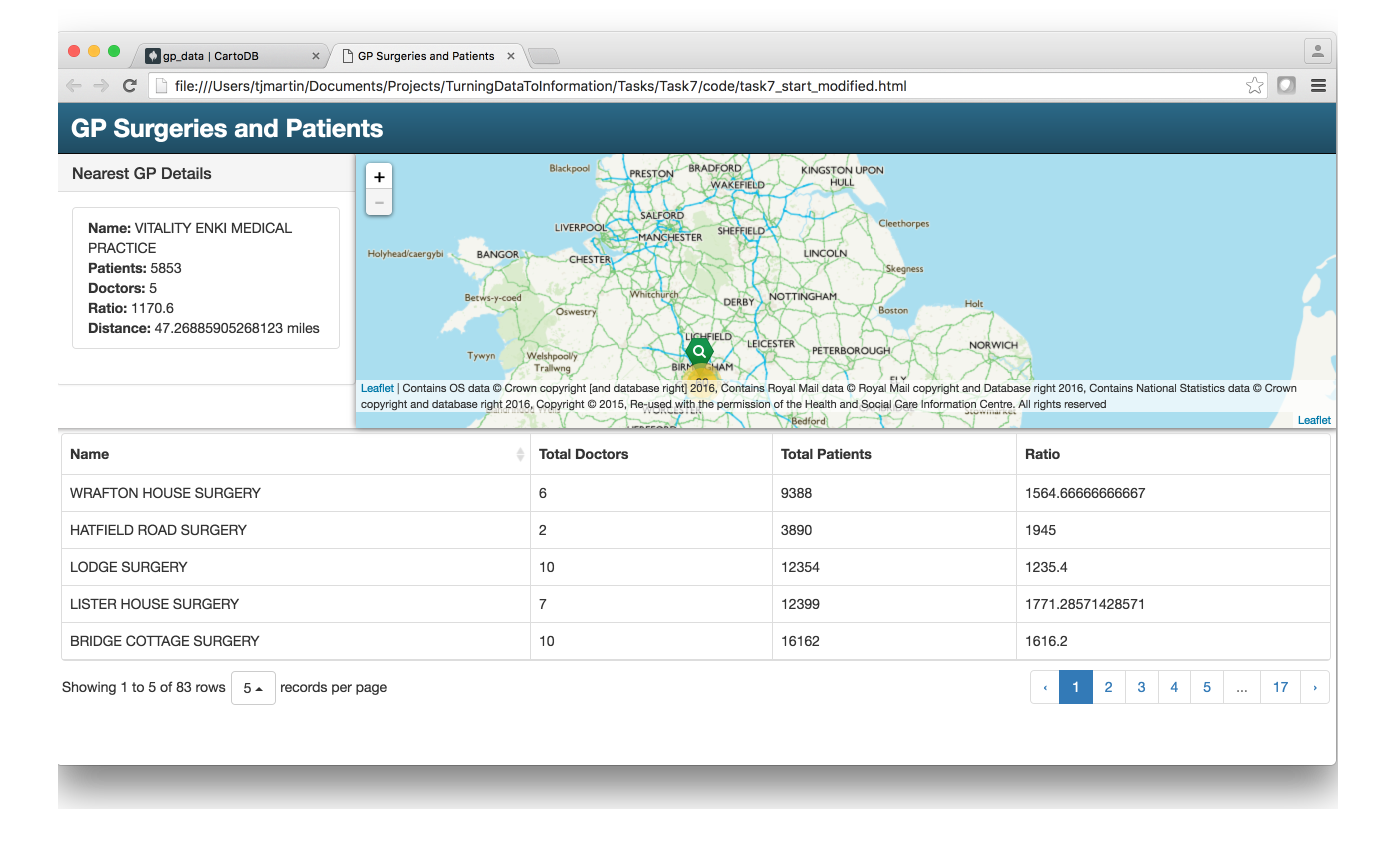 gp_data | CartoDB
GP Surgeries and Patients
file:///Users/tjmartin/Documents/Projects/TurningDataToInformation/Tasks/Task7/code/task7_start_modified.html
GP Surgeries and Patients
Nearest GP Details
Name: VITALITY ENKI MEDICAL
PRACTICE
Patients: 5853
Doctors: 5
Ratio: 1170.6
Distance: 47.26885905268123 miles
+
−
Blackpool
PRESTON
BRADFORD
WAKEFIELD
KINGSTON UPON
HULL
SALFORD
LIVERPOOL
MANCHESTER
SHEFFIELD
Cleethorpes
Holyhead/caergybi
BANGOR
CHESTER
LINCOLN
Skegness
Betws-y-coed
Whitchurch
DERBY
NOTTINGHAM
Oswestry
Boston
Holt
LICHFIELD
LEICESTER
PETERBOROUGH
NORWICH
Tywyn
Welshpool/y
Trallwng
Leaflet | Contains OS data © Crown copyright [and database right] 2016, Contains Royal Mail data © Royal Mail copyright and Database right 2016, Contains National Statistics data © Crown
copyright and database right 2016, Copyright © 2015, Re-used with the permission of the Health and Social Care Information Centre. All rights reserved
Bedford
Leaflet
Name Total Doctors Total Patients Ratio
WRAFTON HOUSE SURGERY 6 9388 1564.66666666667
HATFIELD ROAD SURGERY 2 3890 1945
LODGE SURGERY 10 12354 1235.4
LISTER HOUSE SURGERY 7 12399 1771.28571428571
BRIDGE COTTAGE SURGERY 10 16162 1616.2
Showing 1 to 5 of 83 rows 5 records per page
‹ 1 2 3 4 5 ... 17 ›